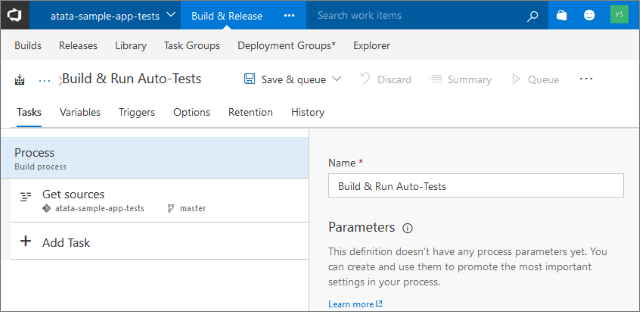 atata-sample-app-tests Build & Release ••• Search work items YS
Builds Releases Library Task Groups Deployment Groups* Explorer
••• Build & Run Auto-Tests Save & queue Discard Summary Queue •••
Tasks Variables Triggers Options Retention History
Process
Build process
Get sources
atata-sample-app-tests master
Add Task
Name *
Build & Run Auto-Tests
Parameters
This definition doesn't have any process parameters yet. You
can create and use them to promote the most important
settings in your process.
Learn more